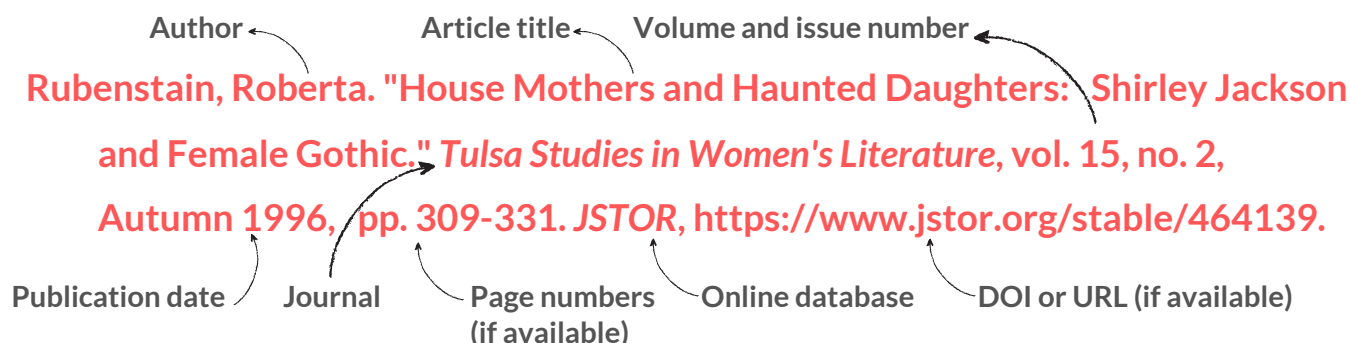 Author Article title Volume and issue number
Rubenstain, Roberta. "House Mothers and Haunted Daughters: Shirley Jackson
and Female Gothic." Tulsa Studies in Women's Literature, vol. 15, no. 2,
Autumn 1996, pp. 309-331. JSTOR, https://www.jstor.org/stable/464139.
Publication date Journal Page numbers Online database DOI or URL (if available)
(if available)